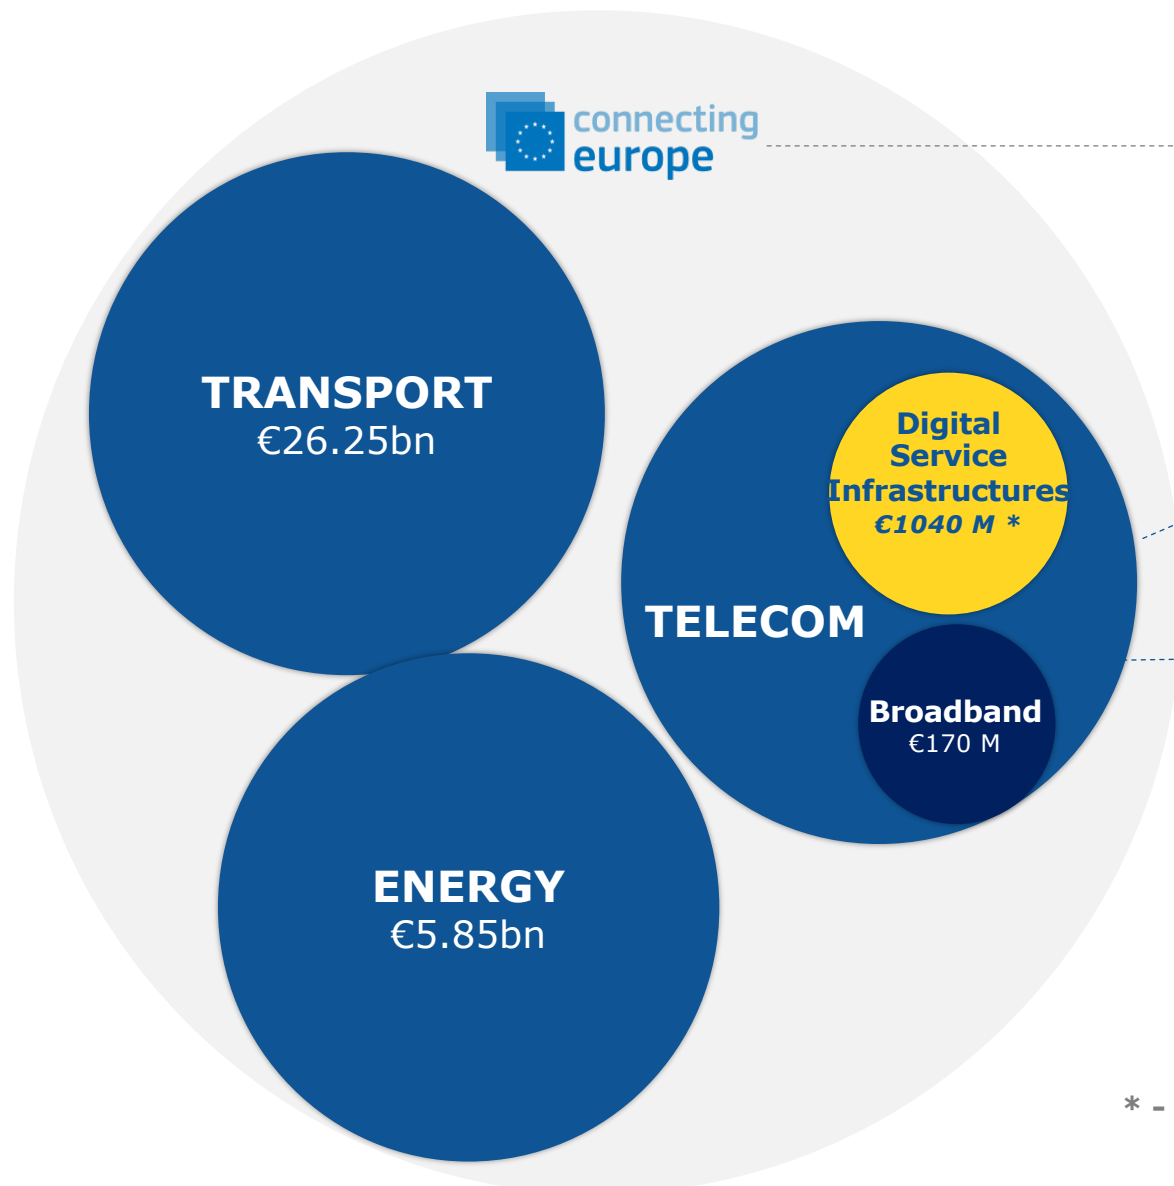 connecting
europe
TRANSPORT
€26.25bn
Digital
Service
Infrastructures
€1040 M *
TELECOM
Broadband
€170 M
ENERGY
€5.85bn
* -